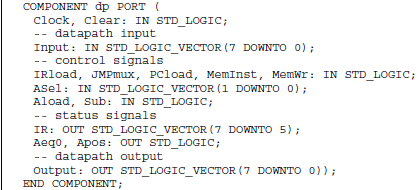 COMPONENT dp PORT (
Clock, Clear: IN STD_LOGIC;
-- datapath input
Input: IN STD_LOGIC_VECTOR(7 DOWNTO 0);
-- control signals
IRload, JMPmux, PCload, MemInst, MemWr: IN STD_LOGIC;
ASel: IN STD_LOGIC_VECTOR(1 DOWNTO 0);
Aload, Sub: IN STD_LOGIC;
-- status signals
IR: OUT STD_LOGIC_VECTOR(7 DOWNTO 5);
Aeq0, Apos: OUT STD_LOGIC;
-- datapath output
Output: OUT STD_LOGIC_VECTOR(7 DOWNTO 0));
END COMPONENT;